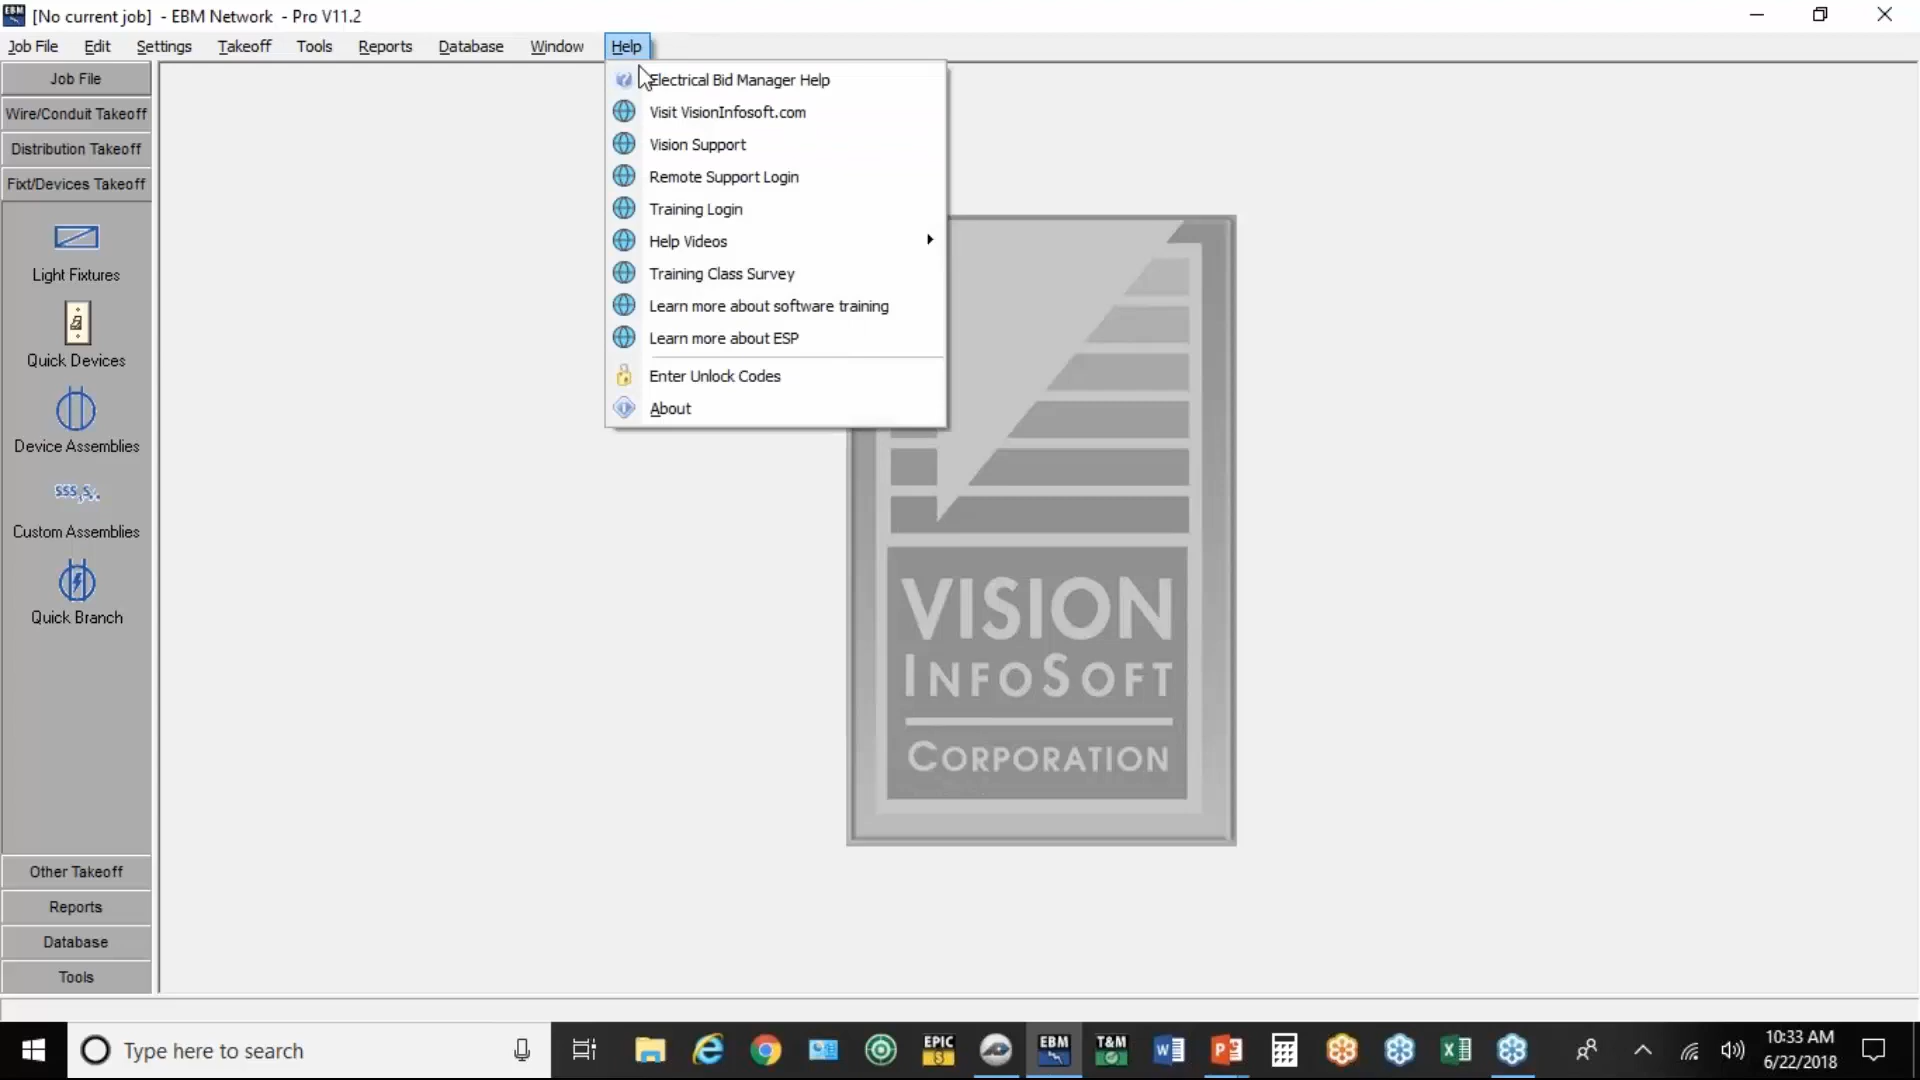 EBM [No current job] - EBM Network - Pro V11.2
Job File Edit Settings Takeoff Tools Reports Database Window Help
Job File
Wire/Conduit Takeoff
Distribution Takeoff
Fixt/Devices Takeoff
Light Fixtures
Quick Devices
Device Assemblies
Custom Assemblies
Quick Branch
Other Takeoff
Reports
Database
Tools
Electrical Bid Manager Help
Visit VisionInfosoft.com
Vision Support
Remote Support Login
Training Login
Help Videos
Training Class Survey
Learn more about software training
Learn more about ESP
Enter Unlock Codes
About
VISION
INFOSOFT
CORPORATION
Type here to search
EPIC
S
EBM
T&M
10:33 AM
6/22/2018